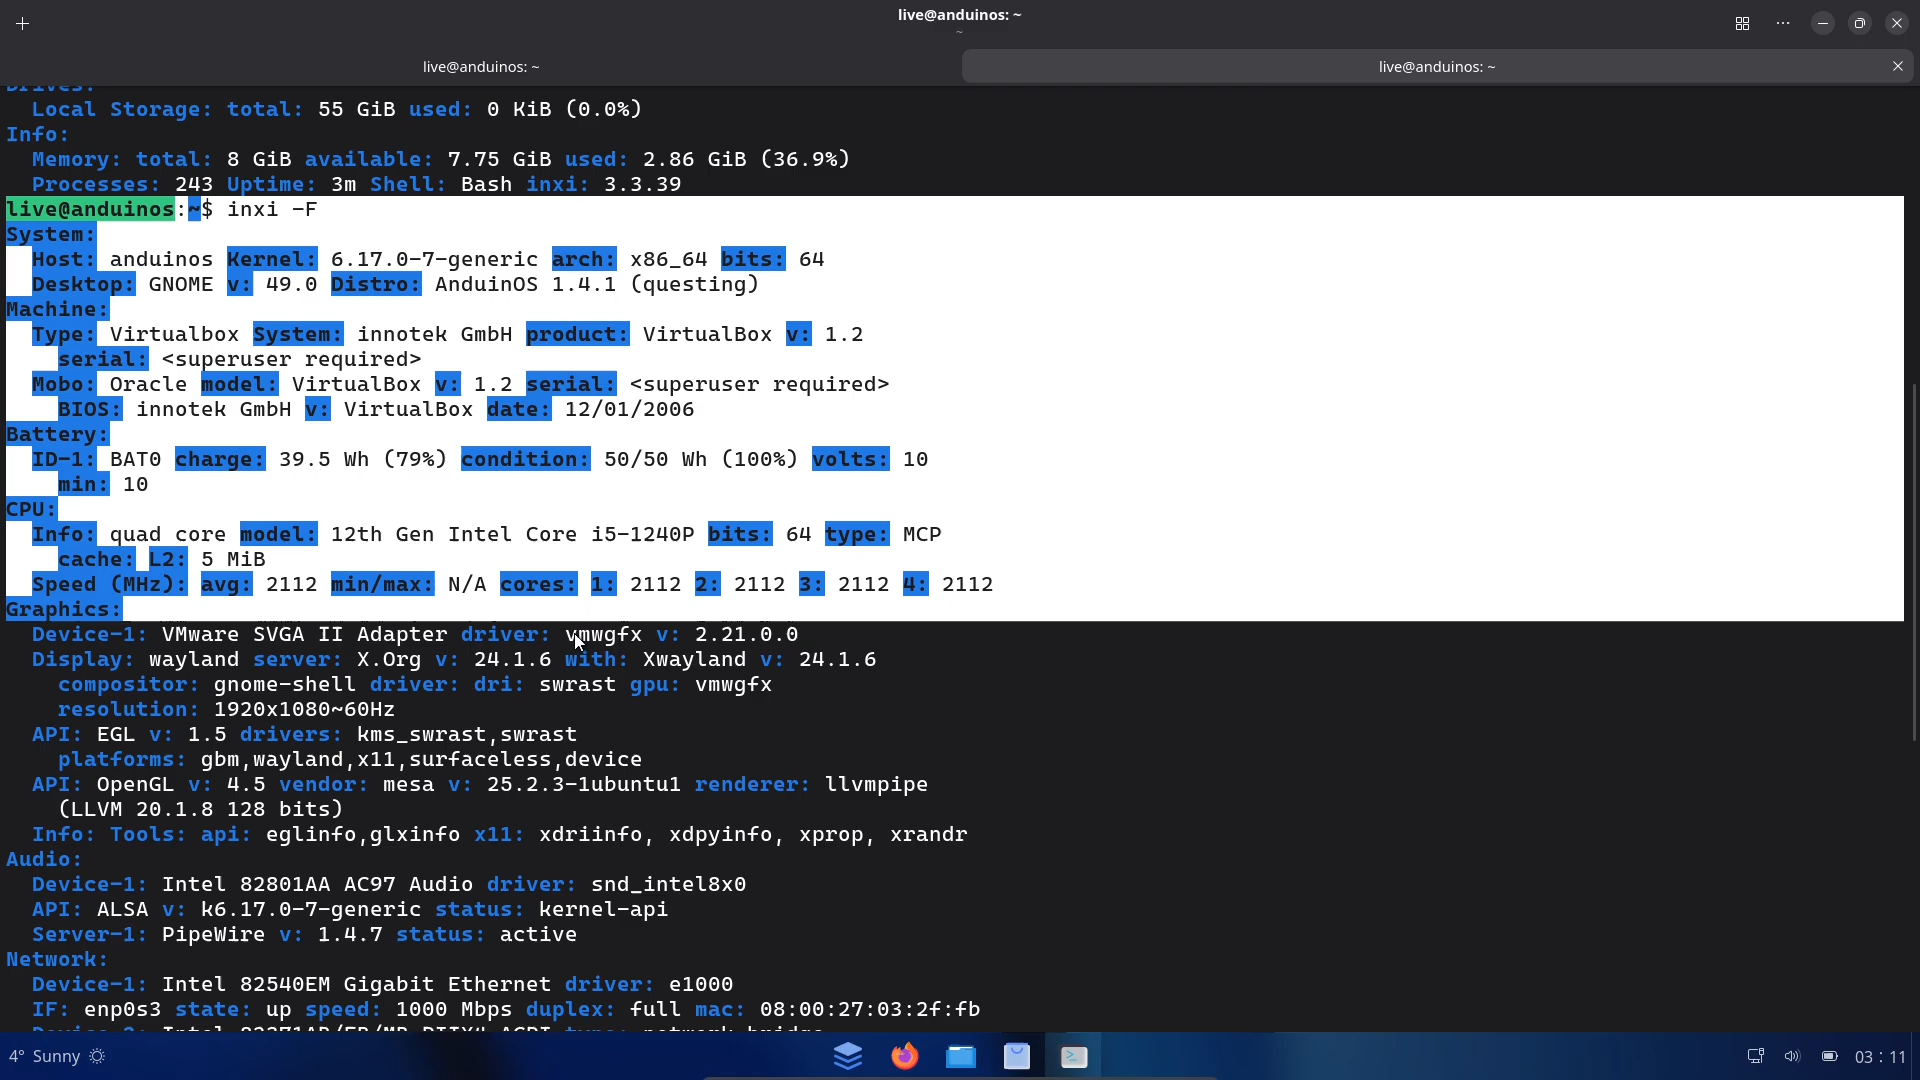 live@anduinos: ~
~
live@anduinos: ~
live@anduinos: ~
Drives:
Local Storage: total: 55 GiB used: 0 KiB (0.0%)
Info:
Memory: total: 8 GiB available: 7.75 GiB used: 2.86 GiB (36.9%)
Processes: 243 Uptime: 3m Shell: Bash inxi: 3.3.39
live@anduinos:~$ inxi -F
System:
Host: anduinos Kernel: 6.17.0-7-generic arch: x86_64 bits: 64
Desktop: GNOME v: 49.0 Distro: AnduinOS 1.4.1 (questing)
Machine:
Type: Virtualbox System: innotek GmbH product: VirtualBox v: 1.2
serial: <superuser required>
Mobo: Oracle model: VirtualBox v: 1.2 serial: <superuser required>
BIOS: innotek GmbH v: VirtualBox date: 12/01/2006
Battery:
ID-1: BAT0 charge: 39.5 Wh (79%) condition: 50/50 Wh (100%) volts: 10
min: 10
CPU:
Info: quad core model: 12th Gen Intel Core i5-1240P bits: 64 type: MCP
cache: L2: 5 MiB
Speed (MHz): avg: 2112 min/max: N/A cores: 1: 2112 2: 2112 3: 2112 4: 2112
Graphics:
Device-1: VMware SVGA II Adapter driver: vmwgfx v: 2.21.0.0
Display: wayland server: X.Org v: 24.1.6 with: Xwayland v: 24.1.6
compositor: gnome-shell driver: dri: swrast gpu: vmwgfx
resolution: 1920x1080~60Hz
API: EGL v: 1.5 drivers: kms_swrast,swrast
platforms: gbm,wayland,x11,surfaceless,device
API: OpenGL v: 4.5 vendor: mesa v: 25.2.3-1ubuntu1 renderer: llvmpipe
(LLVM 20.1.8 128 bits)
Info: Tools: api: eglinfo,glxinfo x11: xdriinfo, xdpyinfo, xprop, xrandr
Audio:
Device-1: Intel 82801AA AC97 Audio driver: snd_intel8x0
API: ALSA v: k6.17.0-7-generic status: kernel-api
Server-1: PipeWire v: 1.4.7 status: active
Network:
Device-1: Intel 82540EM Gigabit Ethernet driver: e1000
IF: enp0s3 state: up speed: 1000 Mbps duplex: full mac: 08:00:27:03:2f:fb
Device-2: Intel 82371AB/EB/MB PIIX4 ACPI type: network bridge
4° Sunny
03 : 11